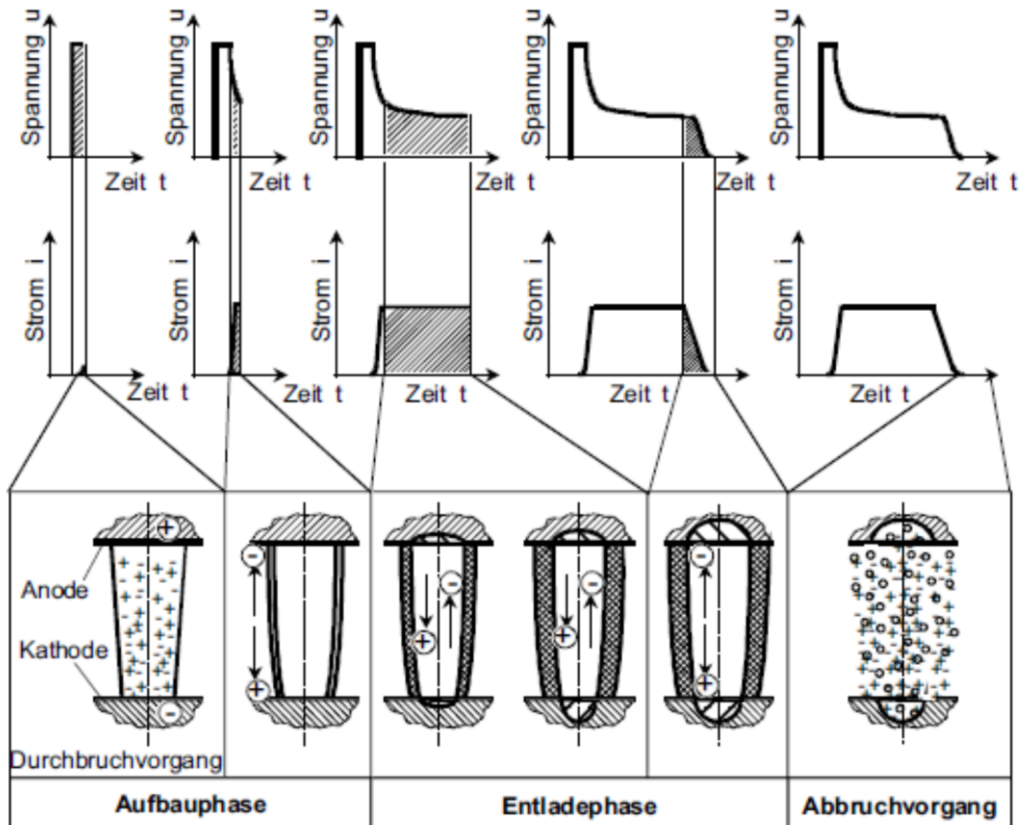 Spannung u
Spannung u
Spannung u
Spannung u
Spannung u
Zeit t
Zeit t
Zeit t
Zeit t
Zeit t
Strom i
Strom i
Strom i
Strom i
Strom i
Zeit t
Zeit t
Zeit t
Zeit t
Zeit t
Anode
Kathode
Durchbruchvorgang
Aufbauphase
Entladephase
Abbruchvorgang